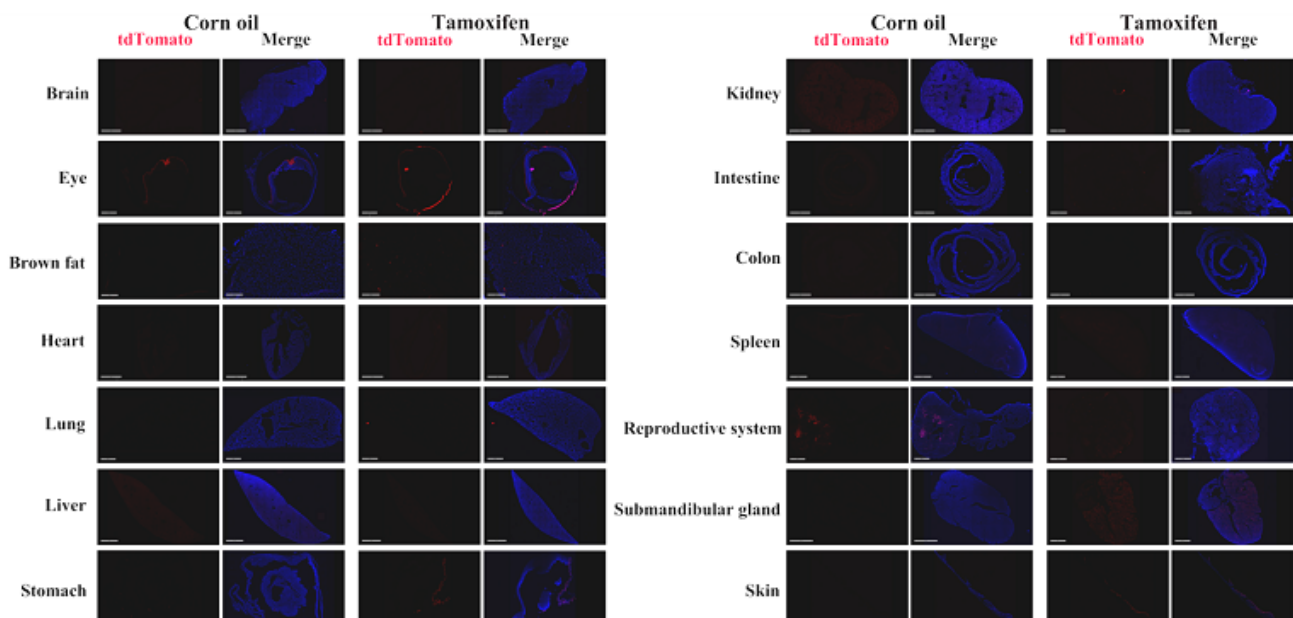 Corn oil Tamoxifen Corn oil Tamoxifen
tdTomato Merge tdTomato Merge tdTomato Merge tdTomato Merge
Brain Kidney
Eye Intestine
Brown fat Colon
Heart Spleen
Lung Reproductive system
Liver Submandibular gland
Stomach Skin